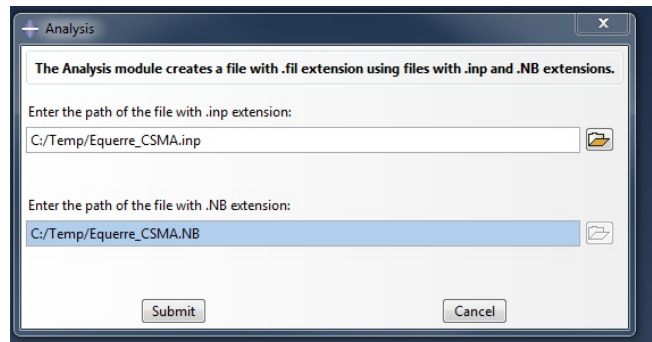 Analysis
x
The Analysis module creates a file with .fil extension using files with .inp and .NB extensions.
Enter the path of the file with .inp extension:
C:/Temp/Equerre_CSMA.inp
Enter the path of the file with .NB extension:
C:/Temp/Equerre_CSMA.NB
Submit Cancel